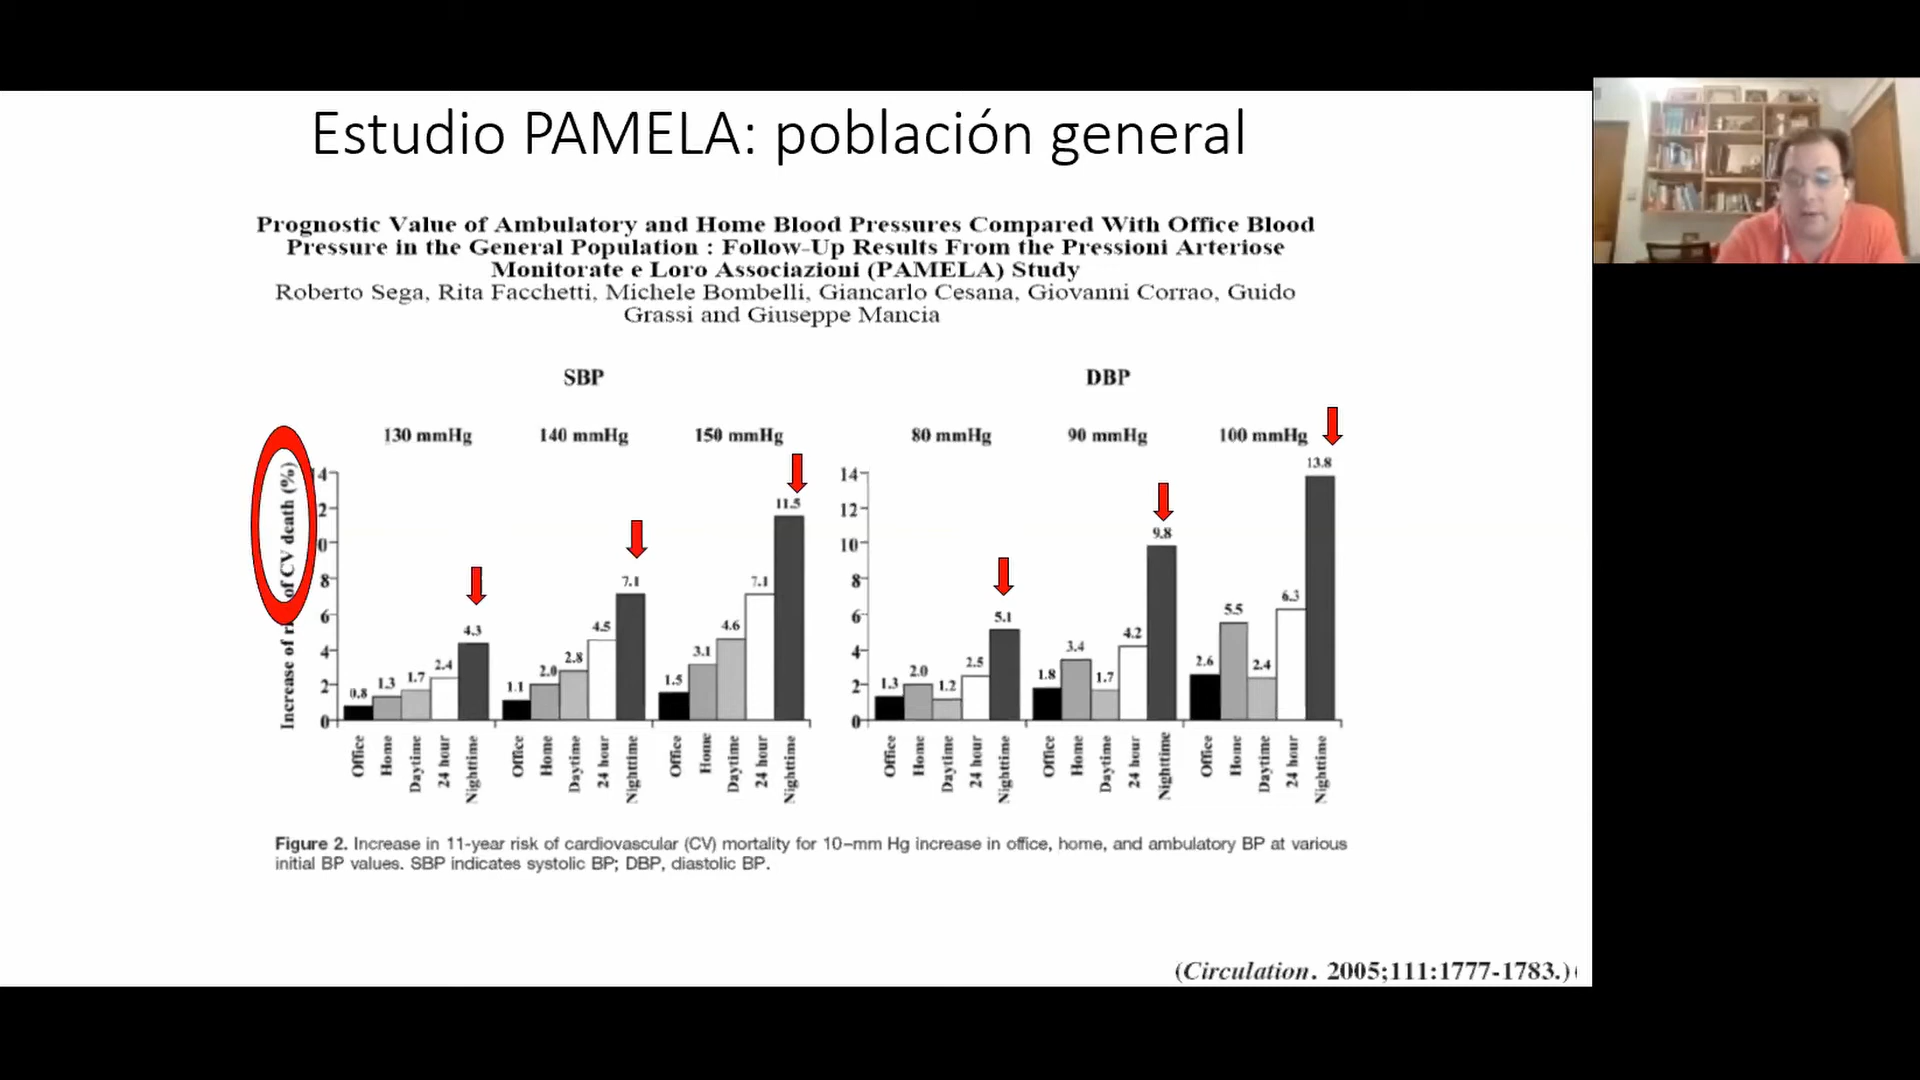 Estudio PAMELA: población general
Prognostic Value of Ambulatory and Home Blood Pressures Compared With Office Blood
Pressure in the General Population : Follow-Up Results From the Pressioni Arteriose
Monitorate e Loro Associazioni (PAMELA) Study
Roberto Sega, Rita Facchetti, Michele Bombelli, Giancarlo Cesana, Giovanni Corrao, Guido
Grassi and Giuseppe Mancia
SBP
130 mmHg 140 mmHg 150 mmHg
Increase of of CV death (%)
14
2
0
8
6
4
2
0
0.8 1.3 1.7 2.4 4.3
1.1 2.0 2.8 4.5 7.1
1.5 3.1 4.6 7.1 11.5
Office Home Daytime 24 hour Nighttime
Office Home Daytime 24 hour Nighttime
Office Home Daytime 24 hour Nighttime
DBP
80 mmHg 90 mmHg 100 mmHg
14
12
10
8
6
4
2
0
1.3 2.0 1.2 2.5 5.1
1.8 3.4 1.7 4.2 9.8
2.6 5.5 2.4 6.3 13.8
Office Home Daytime 24 hour Nighttime
Office Home Daytime 24 hour Nighttime
Office Home Daytime 24 hour Nighttime
Figure 2. Increase in 11-year risk of cardiovascular (CV) mortality for 10–mm Hg increase in office, home, and ambulatory BP at various
initial BP values. SBP indicates systolic BP; DBP, diastolic BP.
(Circulation. 2005;111:1777-1783.)